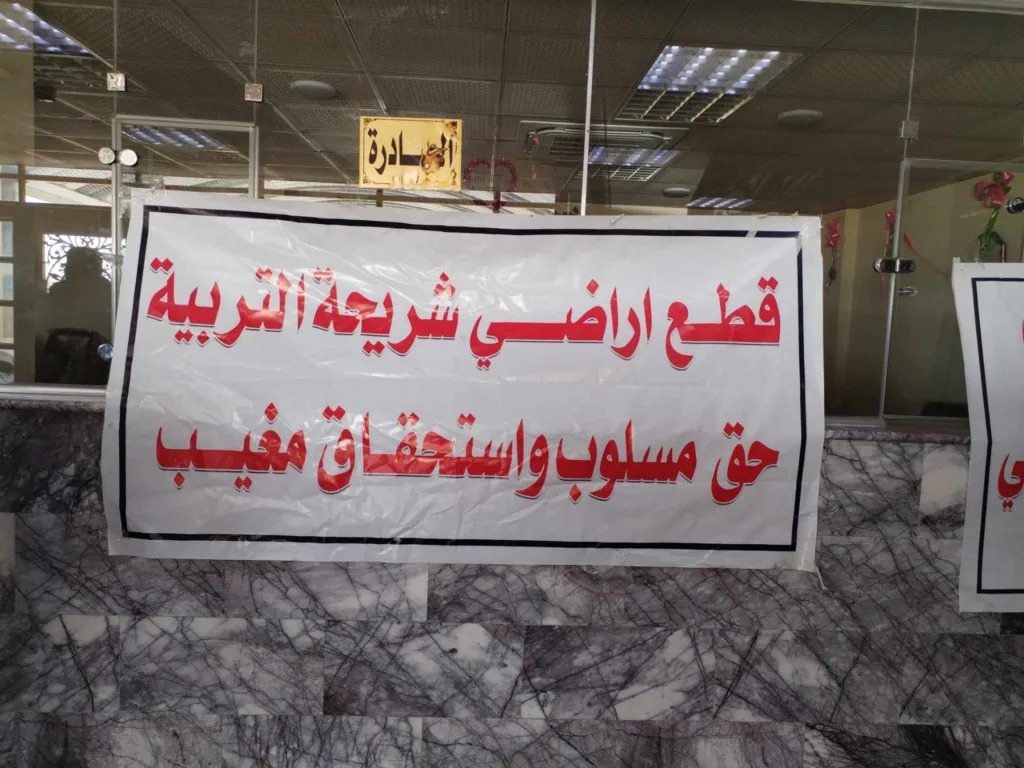 الصادرة
قطع اراضي شريحة التربية
حق مسلوب واستحقاق مغيب